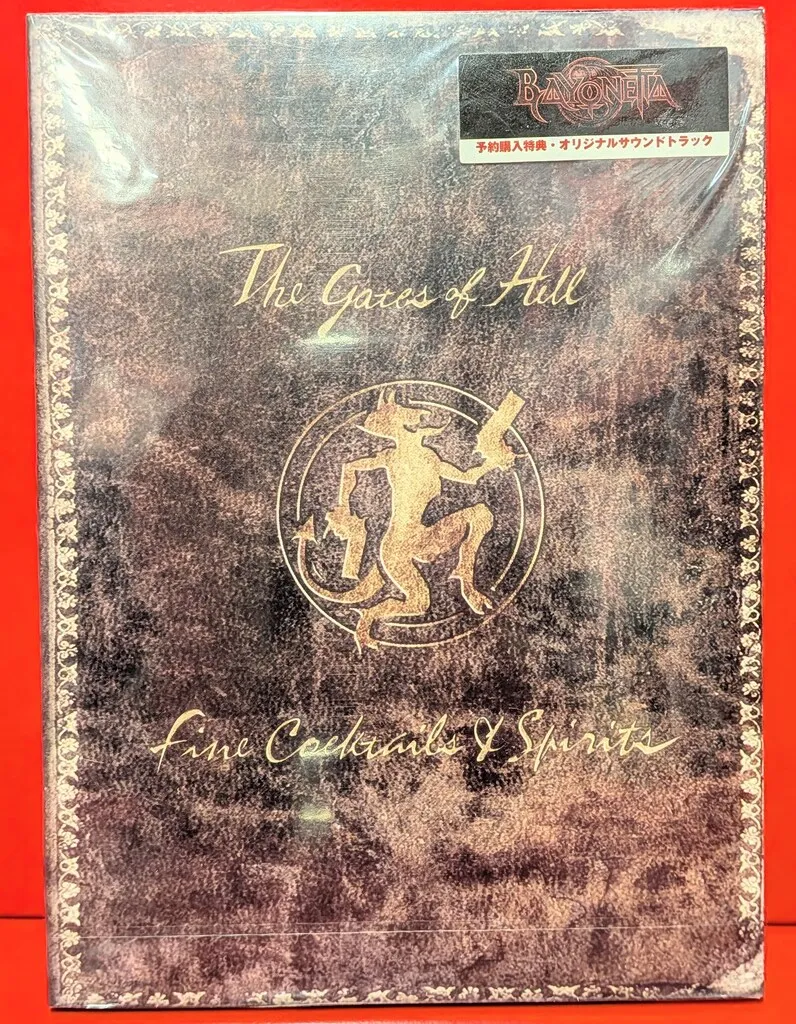 BAYONETTA
予約購入特典・オリジナルサウンドトラック
The Gates of Hell
Fine Cocktails & Spirits